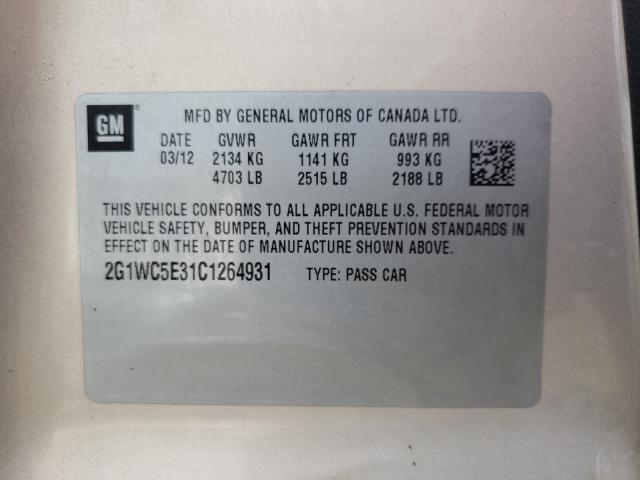 GM
MFD BY GENERAL MOTORS OF CANADA LTD.
DATE GVWR GAWR FRT GAWR RR
03/12 2134 KG 1141 KG 993 KG
4703 LB 2515 LB 2188 LB
THIS VEHICLE CONFORMS TO ALL APPLICABLE U.S. FEDERAL MOTOR
VEHICLE SAFETY, BUMPER, AND THEFT PREVENTION STANDARDS IN
EFFECT ON THE DATE OF MANUFACTURE SHOWN ABOVE.
2G1WC5E31C1264931 TYPE: PASS CAR